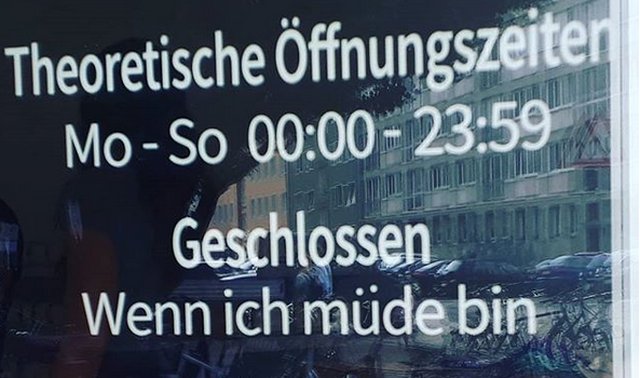 Theoretische Öffnungszeiten
Mo - So 00:00 - 23:59
Geschlossen
Wenn ich müde bin